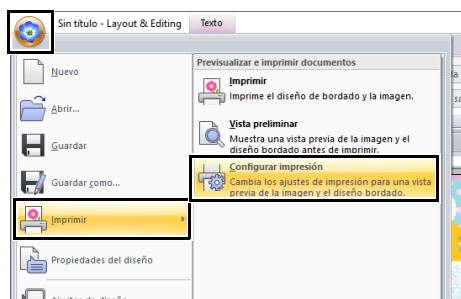 Sin título - Layout & Editing
Texto
Nuevo
Abrir...
Guardar
Guardar como...
Imprimir
Propiedades del diseño
Ajustes de diseño
Previsualizar e imprimir documentos
Imprimir
Imprime el diseño de bordado y la imagen.
Vista preliminar
Muestra una vista previa de la imagen y el
diseño bordado antes de imprimir.
Configurar impresión
Cambia los ajustes de impresión para una vista
previa de la imagen y el diseño bordado.